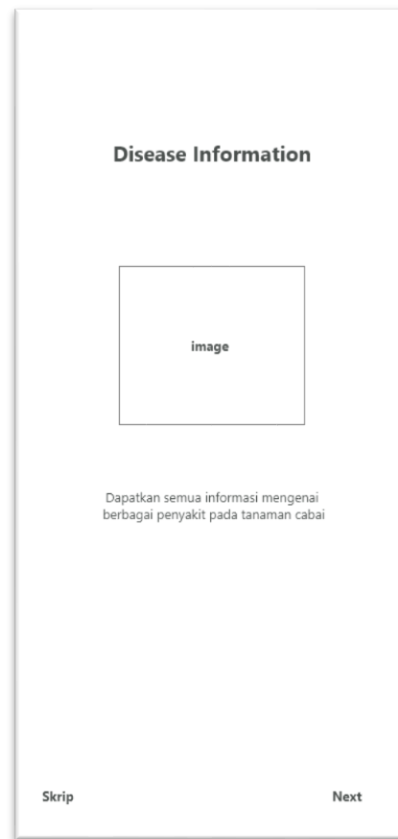 Disease Information
image
Dapatkan semua informasi mengenai
berbagai penyakit pada tanaman cabai
Skrip
Next